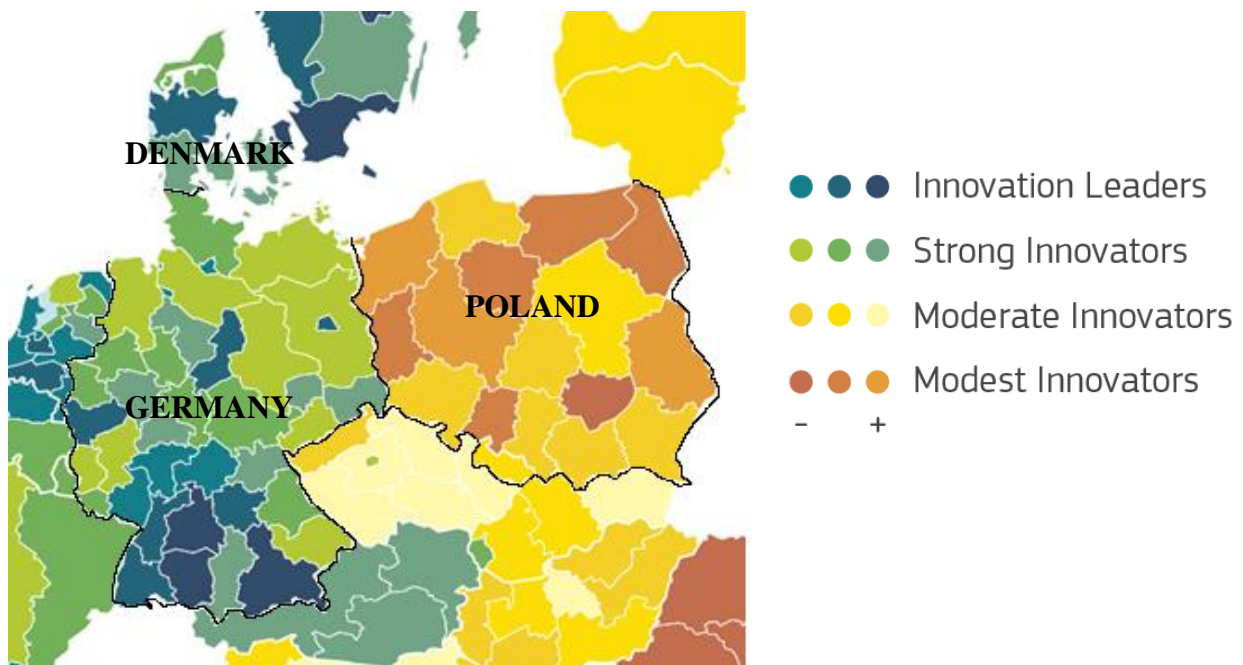 DENMARK
POLAND
GERMANY
Innovation Leaders
Strong Innovators
Moderate Innovators
Modest Innovators
- +